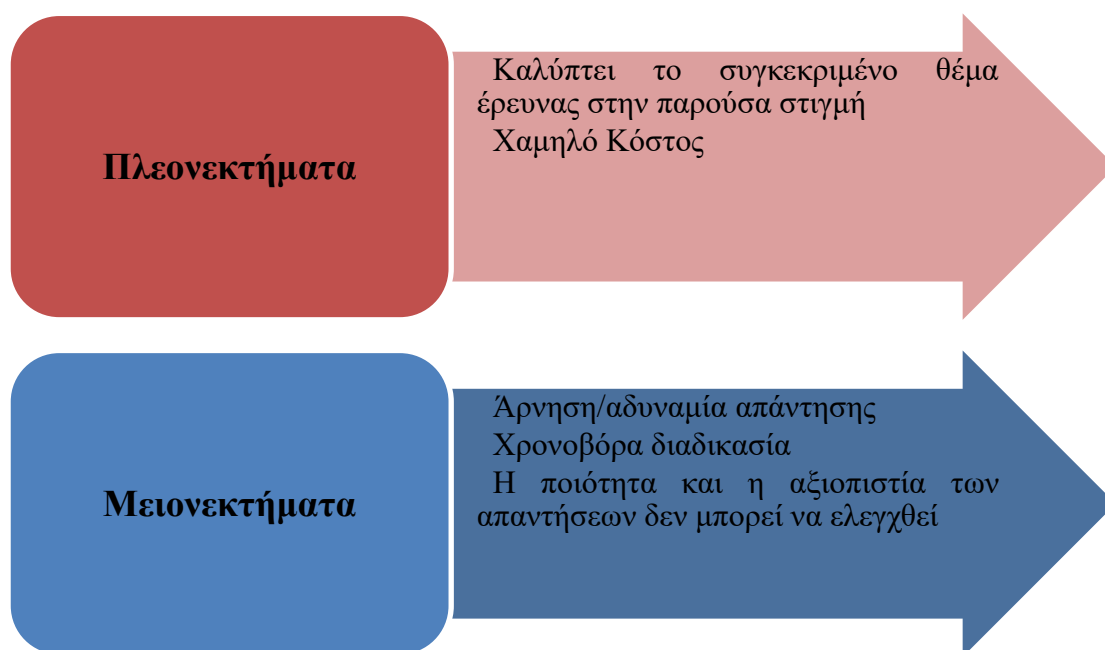 Πλεονεκτήματα
Καλύπτει το συγκεκριμένο θέμα
έρευνας στην παρούσα στιγμή
Χαμηλό Κόστος
Μειονεκτήματα
Άρνηση/αδυναμία απάντησης
Χρονοβόρα διαδικασία
Η ποιότητα και η αξιοπιστία των
απαντήσεων δεν μπορεί να ελεγχθεί